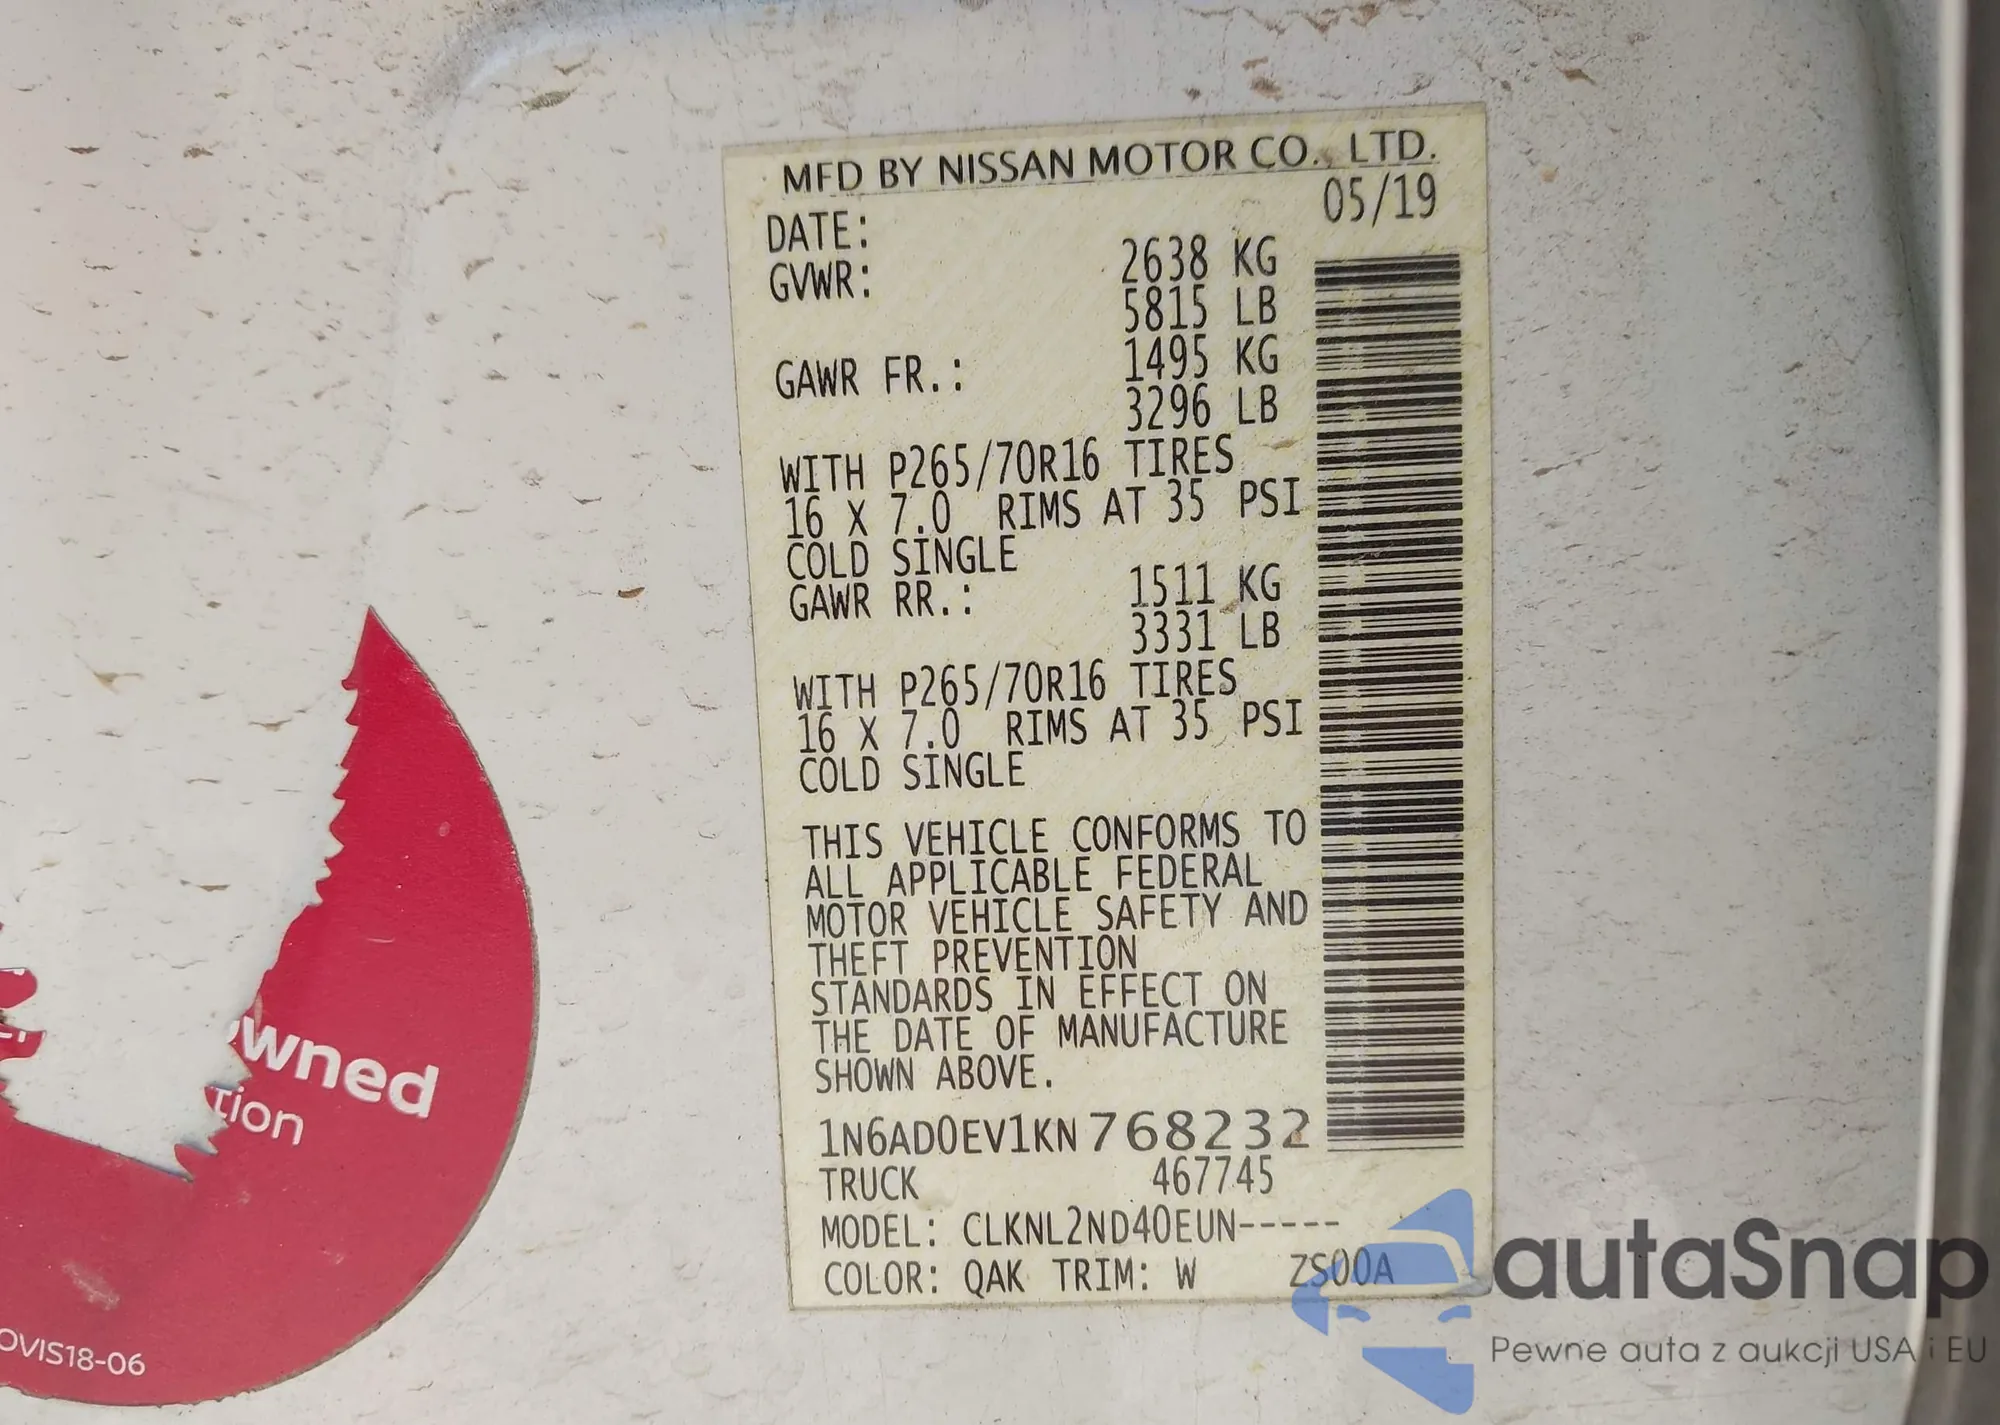 MFD BY NISSAN MOTOR CO., LTD.
DATE: 05/19
GVWR: 2638 KG
5815 LB
GAWR FR.: 1495 KG
3296 LB
WITH P265/70R16 TIRES
16 X 7.0 RIMS AT 35 PSI
COLD SINGLE
GAWR RR.: 1511 KG
3331 LB
WITH P265/70R16 TIRES
16 X 7.0 RIMS AT 35 PSI
COLD SINGLE
THIS VEHICLE CONFORMS TO
ALL APPLICABLE FEDERAL
MOTOR VEHICLE SAFETY AND
THEFT PREVENTION
STANDARDS IN EFFECT ON
THE DATE OF MANUFACTURE
SHOWN ABOVE.
1N6AD0EV1KN768232
TRUCK 467745
MODEL: CLKNL2ND40EUN-----
COLOR: QAK TRIM: W ZS00A
wned
tion
OVIS18-06
autaSnap
Pewne auta z aukcji USA i EU